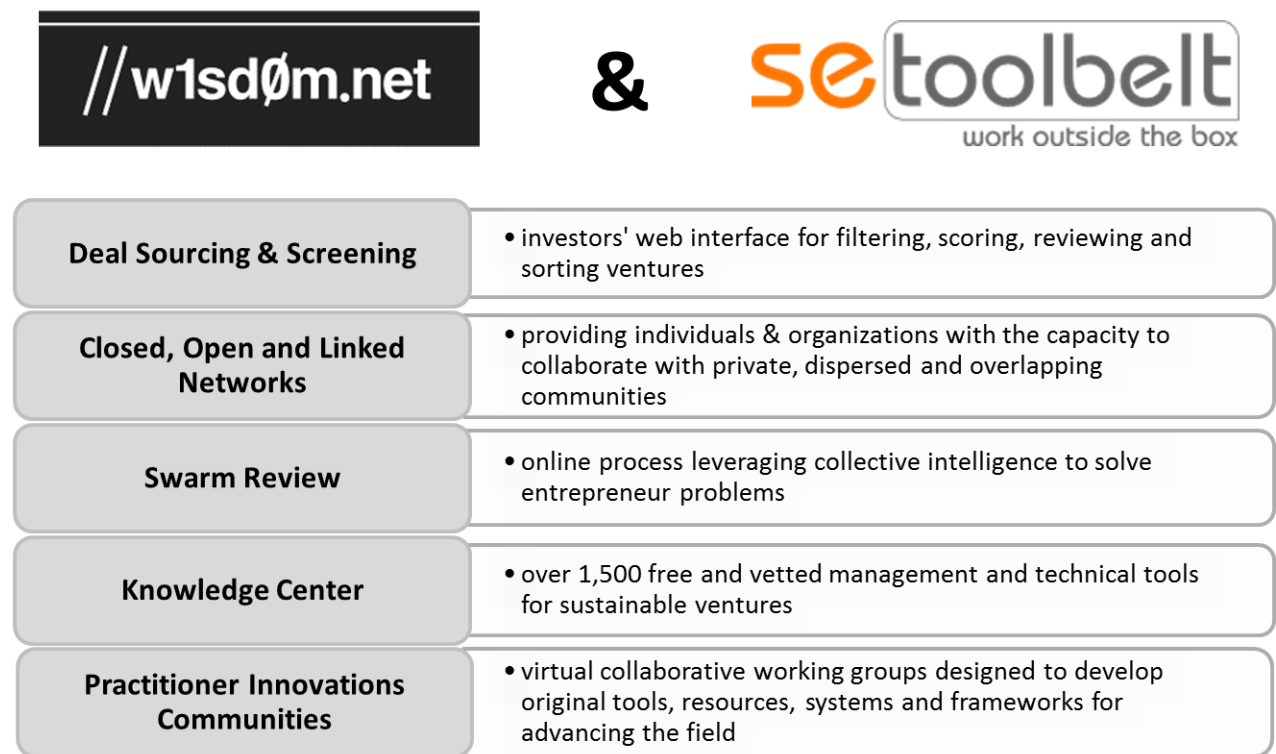 //w1sdøm.net
&
setoolbelt
work outside the box
Deal Sourcing & Screening
• investors' web interface for filtering, scoring, reviewing and
sorting ventures
Closed, Open and Linked
Networks
• providing individuals & organizations with the capacity to
collaborate with private, dispersed and overlapping
communities
Swarm Review
• online process leveraging collective intelligence to solve
entrepreneur problems
Knowledge Center
• over 1,500 free and vetted management and technical tools
for sustainable ventures
Practitioner Innovations
Communities
• virtual collaborative working groups designed to develop
original tools, resources, systems and frameworks for
advancing the field